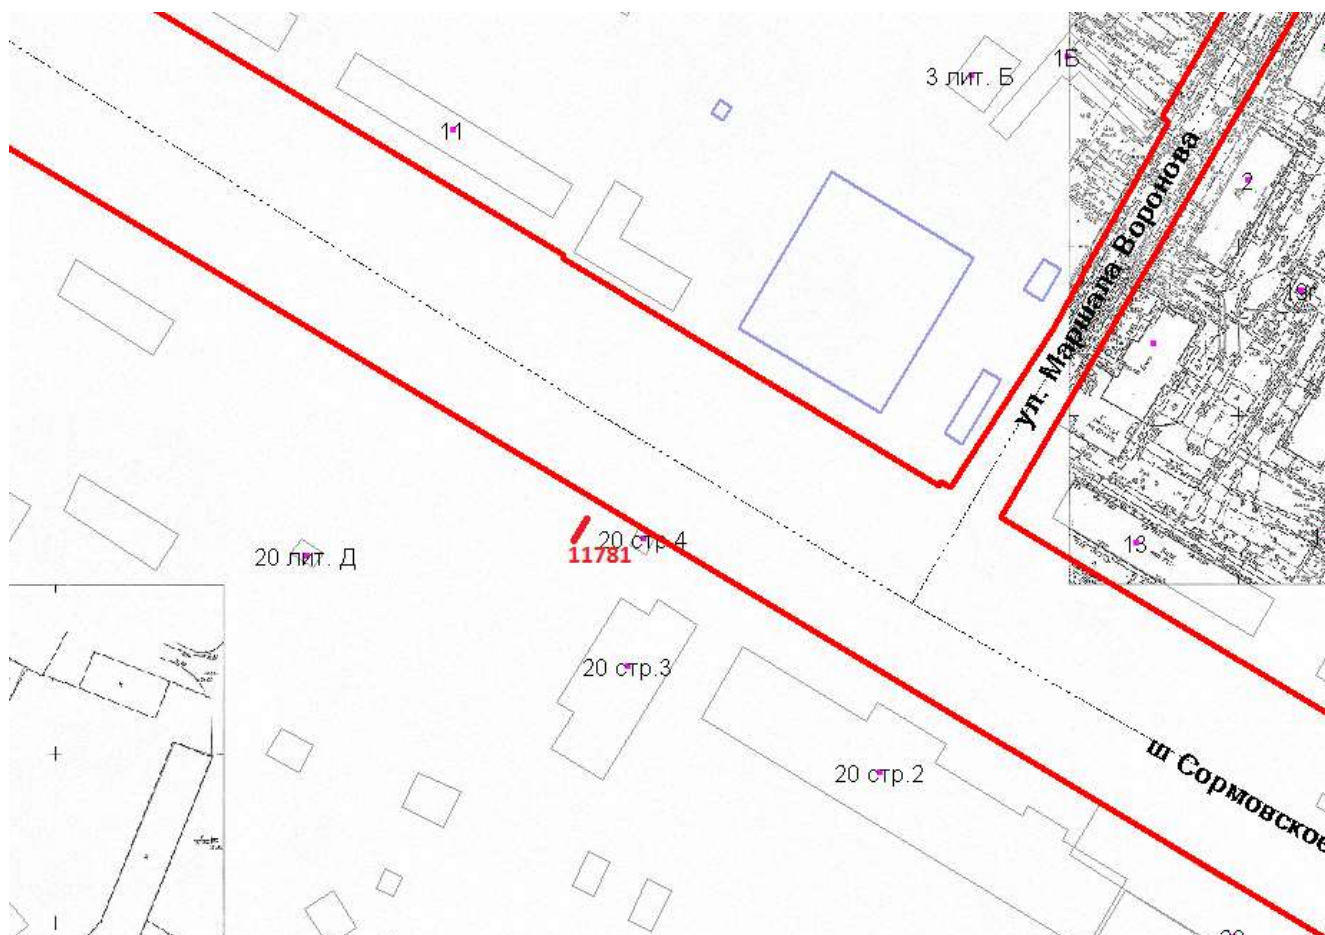 1Б
3 лит. Б
11
ул. Маршала Воронова
2
19г
13
20 стр.4
11781
20 лит. Д
20 стр.3
20 стр.2
ш Сормовское